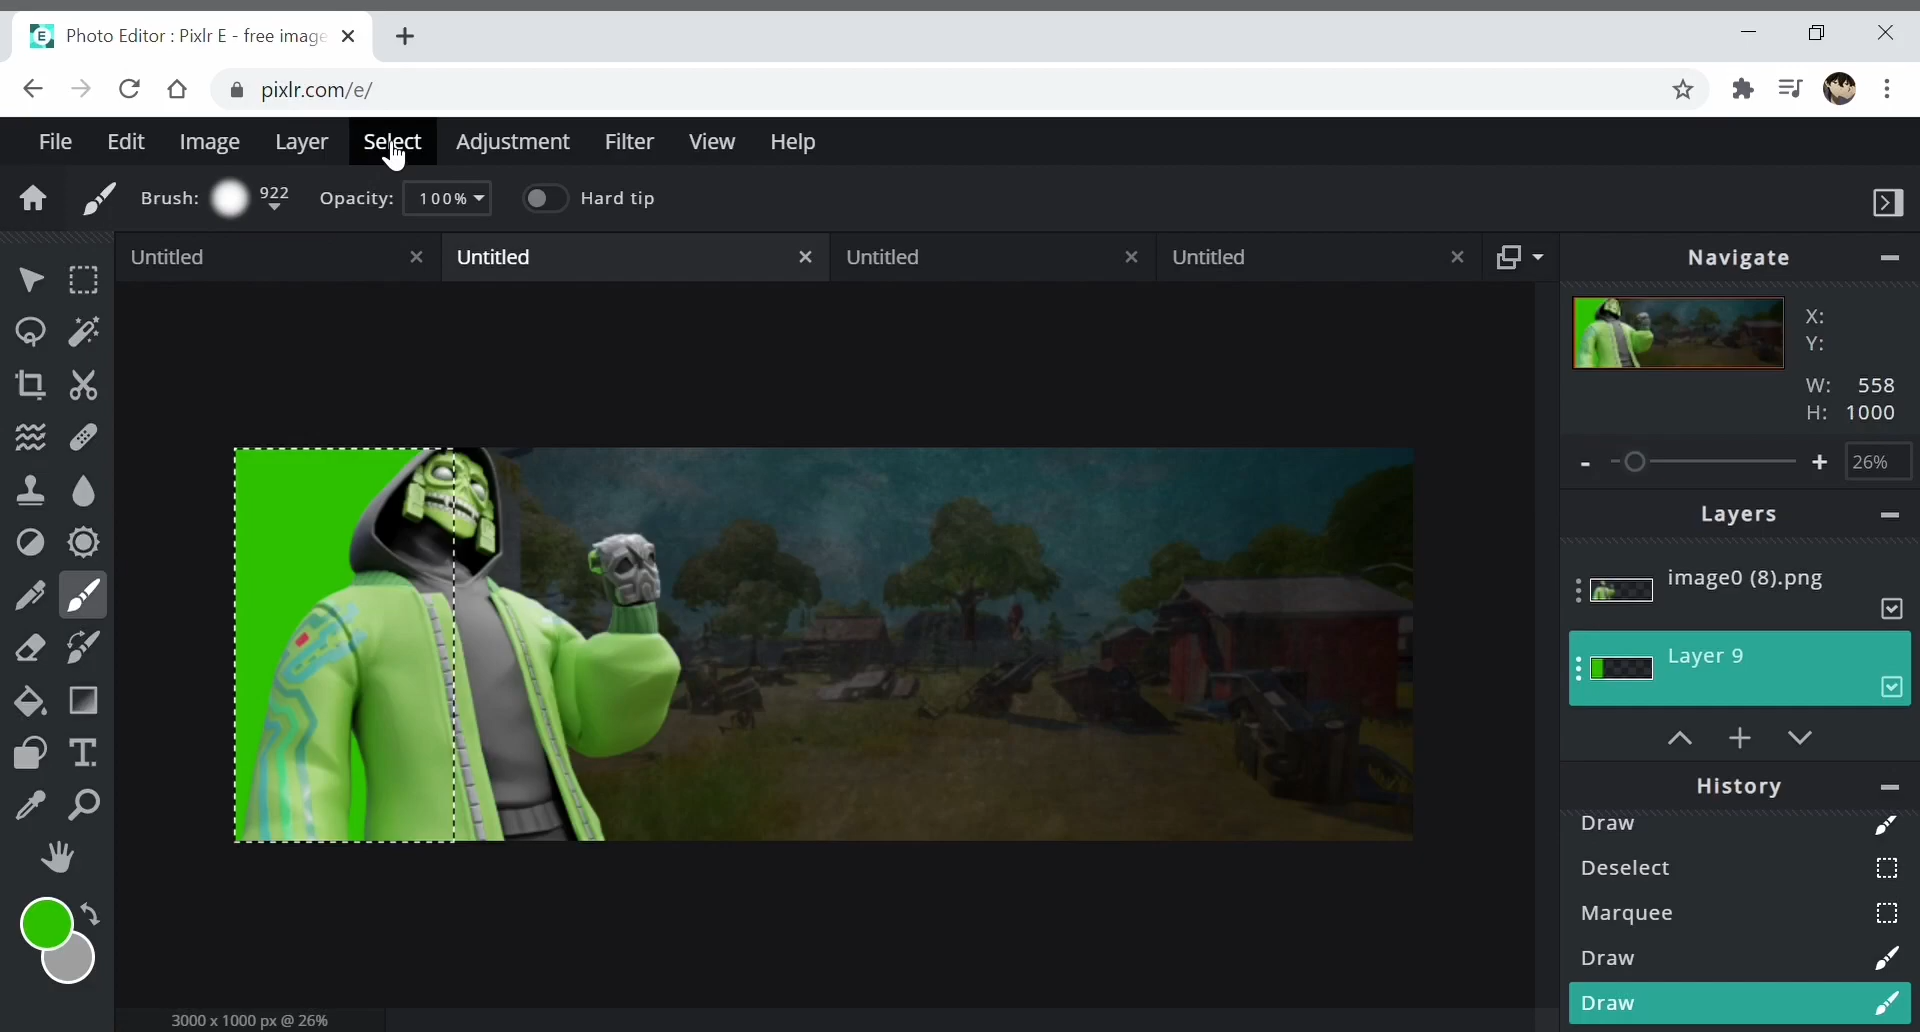 Photo Editor : Pixlr E - free image
pixlr.com/e/
File Edit Image Layer Select Adjustment Filter View Help
Brush: 922 Opacity: 100% Hard tip
Untitled Untitled Untitled Untitled
Navigate
X:
Y:
W: 558
H: 1000
- + 26%
Layers
image0 (8).png
Layer 9
History
Draw
Deselect
Marquee
Draw
Draw
3000 x 1000 px @ 26%